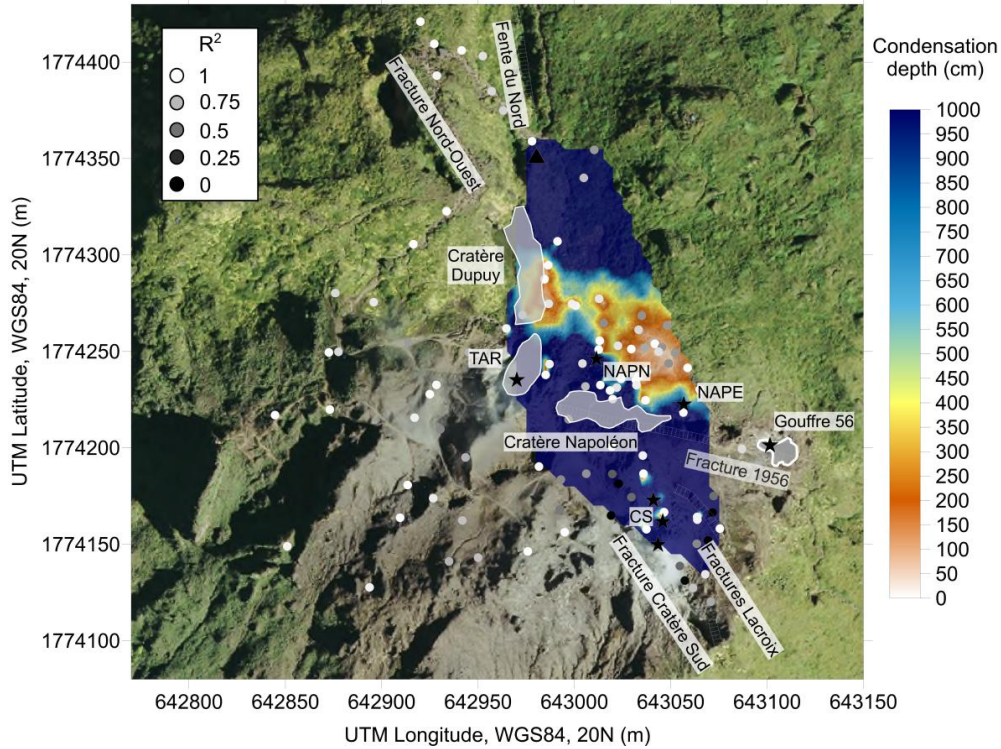 R2
1
0.75
0.5
0.25
0
Fente du Nord
Fracture Nord-Ouest
Cratère
Dupuy
TAR
NAPN
NAPE
Gouffre 56
Cratère Napoléon
Fracture 1956
CS
Fracture Cratère Sud
Fractures Lacroix
Condensation
depth (cm)
1000
950
900
850
800
750
700
650
600
550
500
450
400
350
300
250
200
150
100
50
0
UTM Latitude, WGS84, 20N (m)
1774400
1774350
1774300
1774250
1774200
1774150
1774100
642800
642850
642900
642950
643000
643050
643100
643150
UTM Longitude, WGS84, 20N (m)